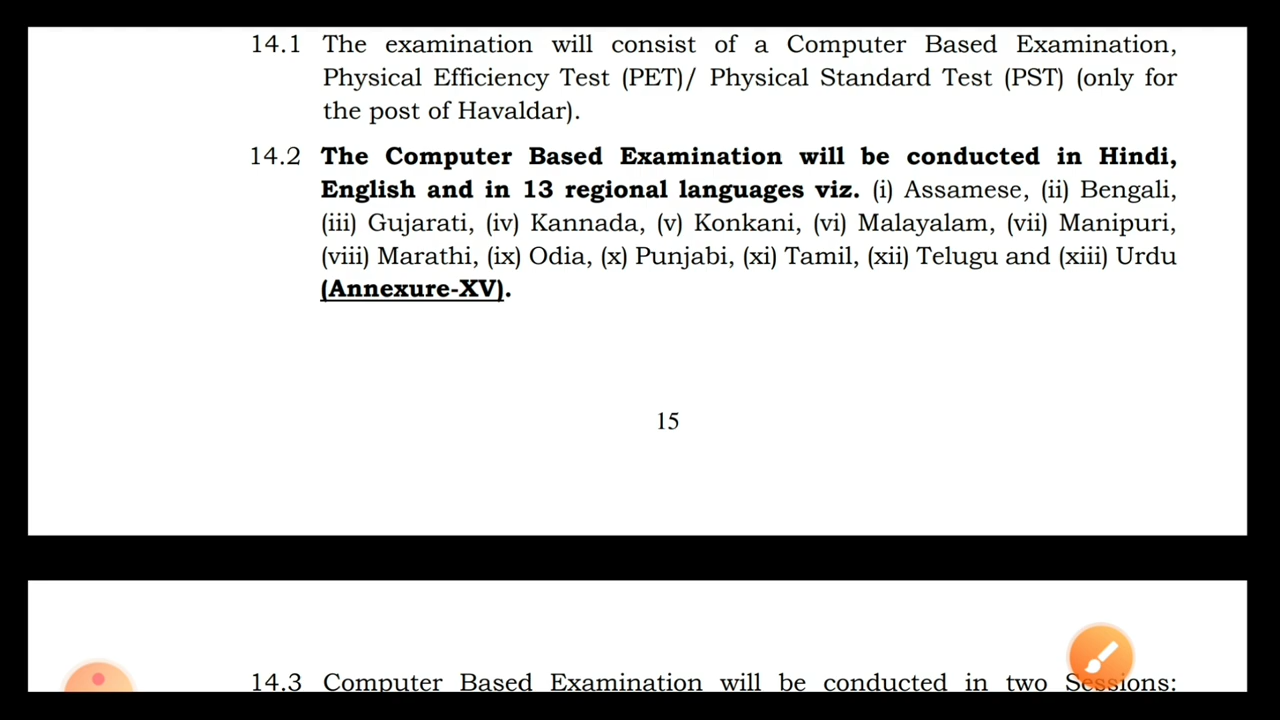 14.1 The examination will consist of a Computer Based Examination,
Physical Efficiency Test (PET)/ Physical Standard Test (PST) (only for
the post of Havaldar).
14.2 The Computer Based Examination will be conducted in Hindi,
English and in 13 regional languages viz. (i) Assamese, (ii) Bengali,
(iii) Gujarati, (iv) Kannada, (v) Konkani, (vi) Malayalam, (vii) Manipuri,
(viii) Marathi, (ix) Odia, (x) Punjabi, (xi) Tamil, (xii) Telugu and (xiii) Urdu
(Annexure-XV).
15
14.3 Computer Based Examination will be conducted in two Sessions: